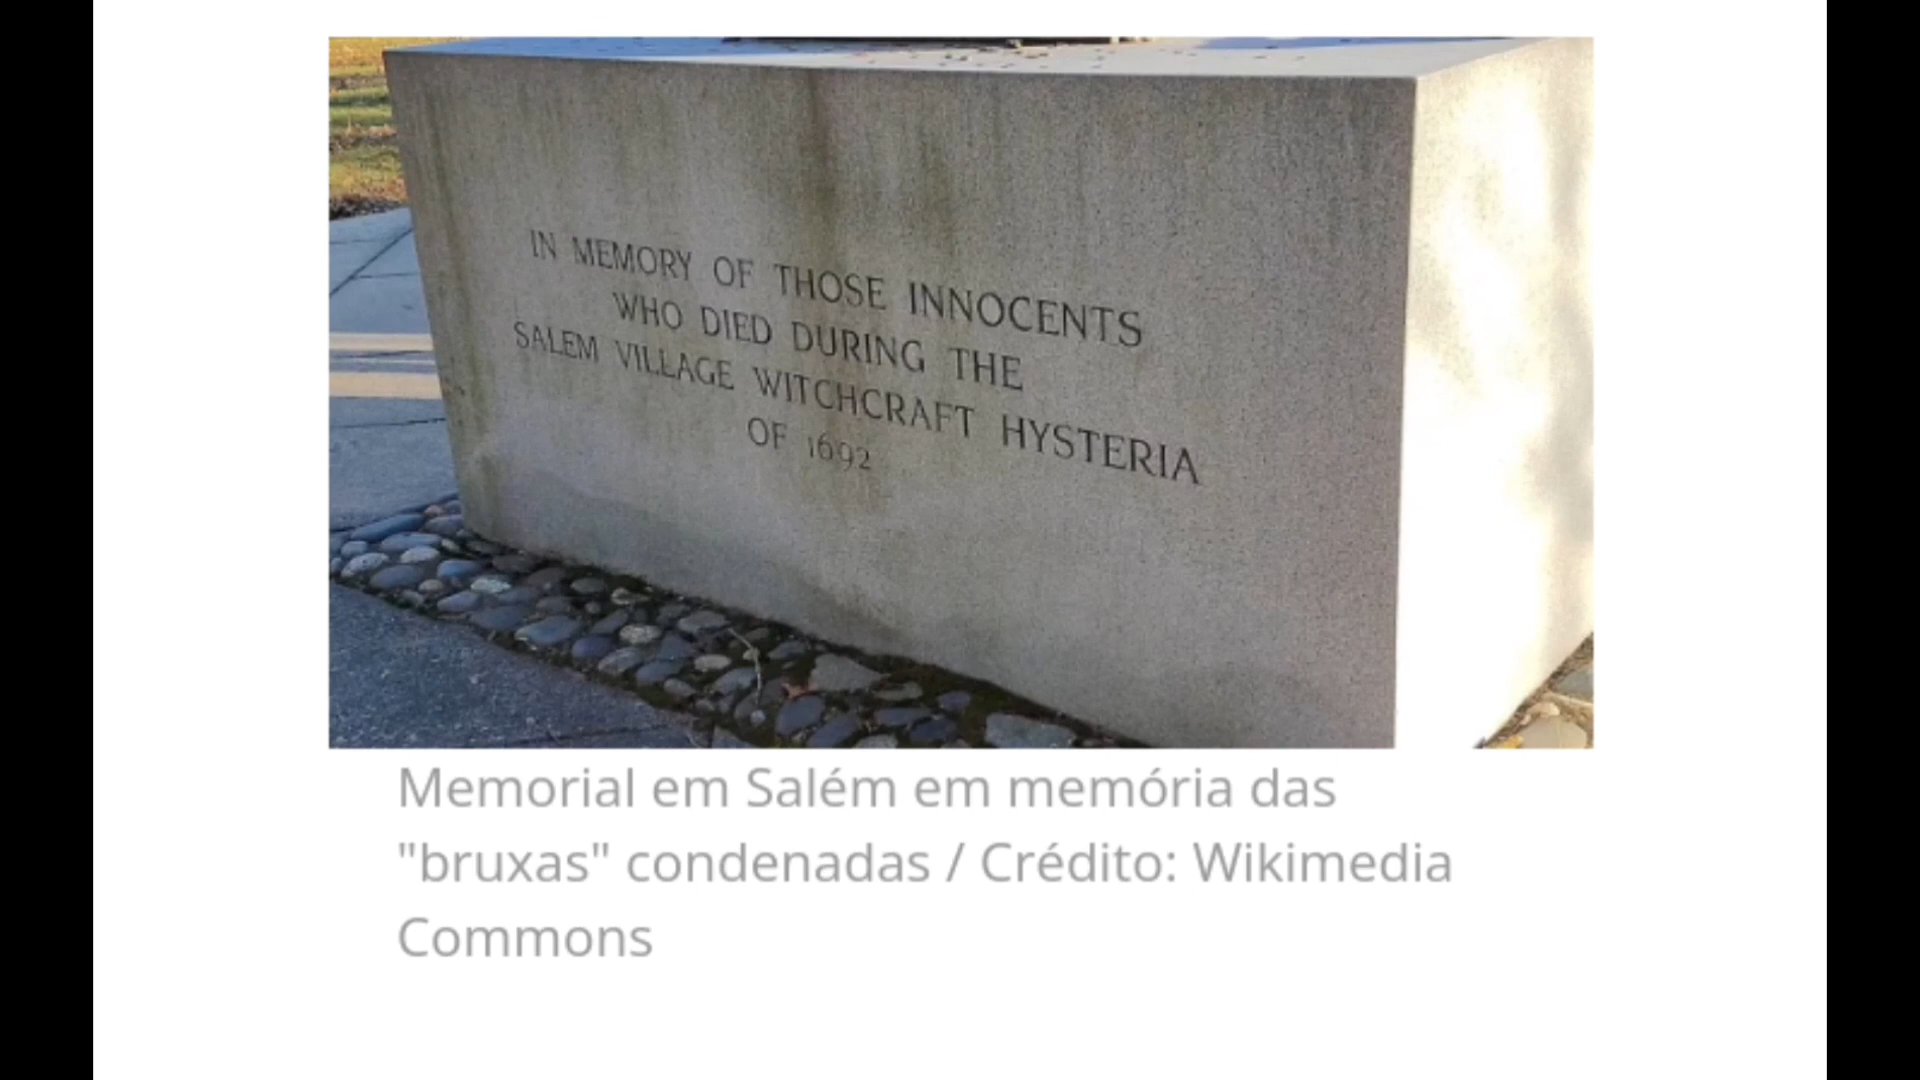 IN MEMORY OF THOSE INNOCENTS
WHO DIED DURING THE
SALEM VILLAGE WITCHCRAFT HYSTERIA
OF 1692
Memorial em Salém em memória das
"bruxas" condenadas / Crédito: Wikimedia
Commons